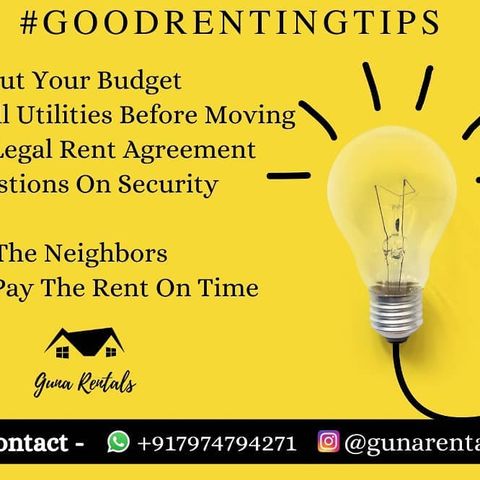 #GOODRENTINGTIPS
ut Your Budget
l Utilities Before Moving
Legal Rent Agreement
stions On Security
The Neighbors
Pay The Rent On Time
Guna Rentals
ontact - +917974794271 @gunarenta